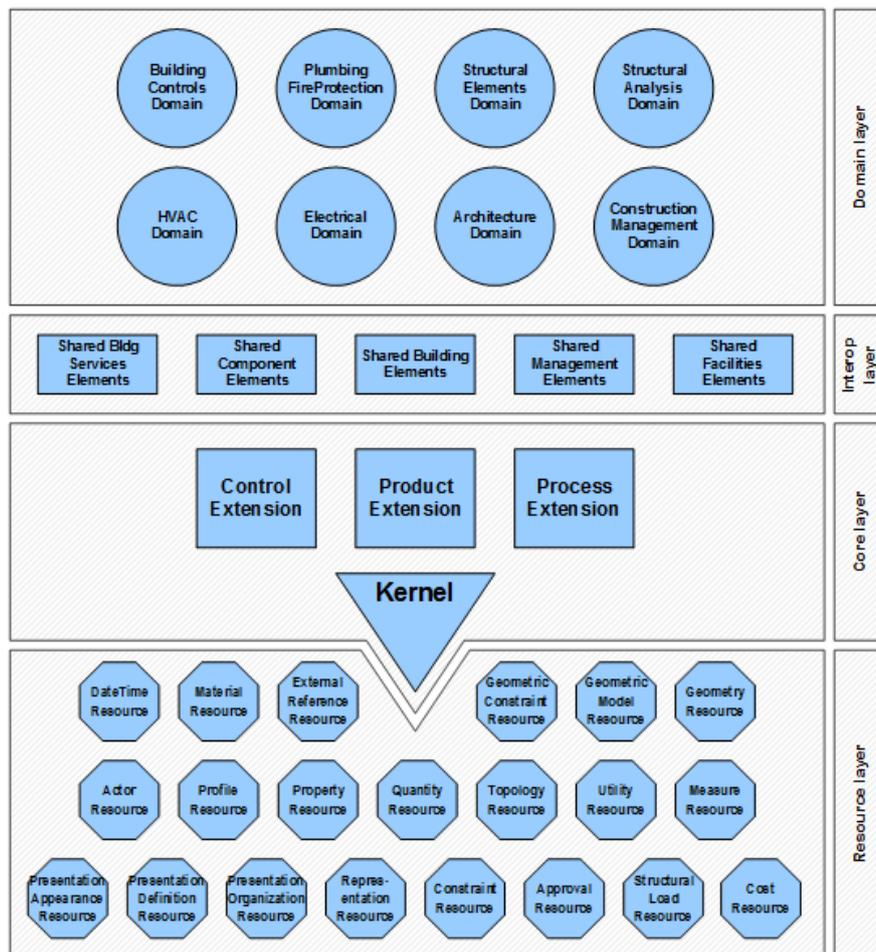 Building
Controls
Domain
Plumbing
FireProtection
Domain
Structural
Elements
Domain
Structural
Analysis
Domain
HVAC
Domain
Electrical
Domain
Architecture
Domain
Construction
Management
Domain
Domain layer
Shared Bldg
Services
Elements
Shared
Component
Elements
Shared Building
Elements
Shared
Management
Elements
Shared
Facilities
Elements
Interop
layer
Control
Extension
Product
Extension
Process
Extension
Kernel
Core layer
DateTime
Resource
Material
Resource
External
Reference
Resource
Geometric
Constraint
Resource
Geometric
Model
Resource
Geometry
Resource
Actor
Resource
Profile
Resource
Property
Resource
Quantity
Resource
Topology
Resource
Utility
Resource
Measure
Resource
Presentation
Appearance
Resource
Presentation
Definition
Resource
Presentation
Organization
Resource
Repres-
entation
Resource
Constraint
Resource
Approval
Resource
Structural
Load
Resource
Cost
Resource
Resource layer